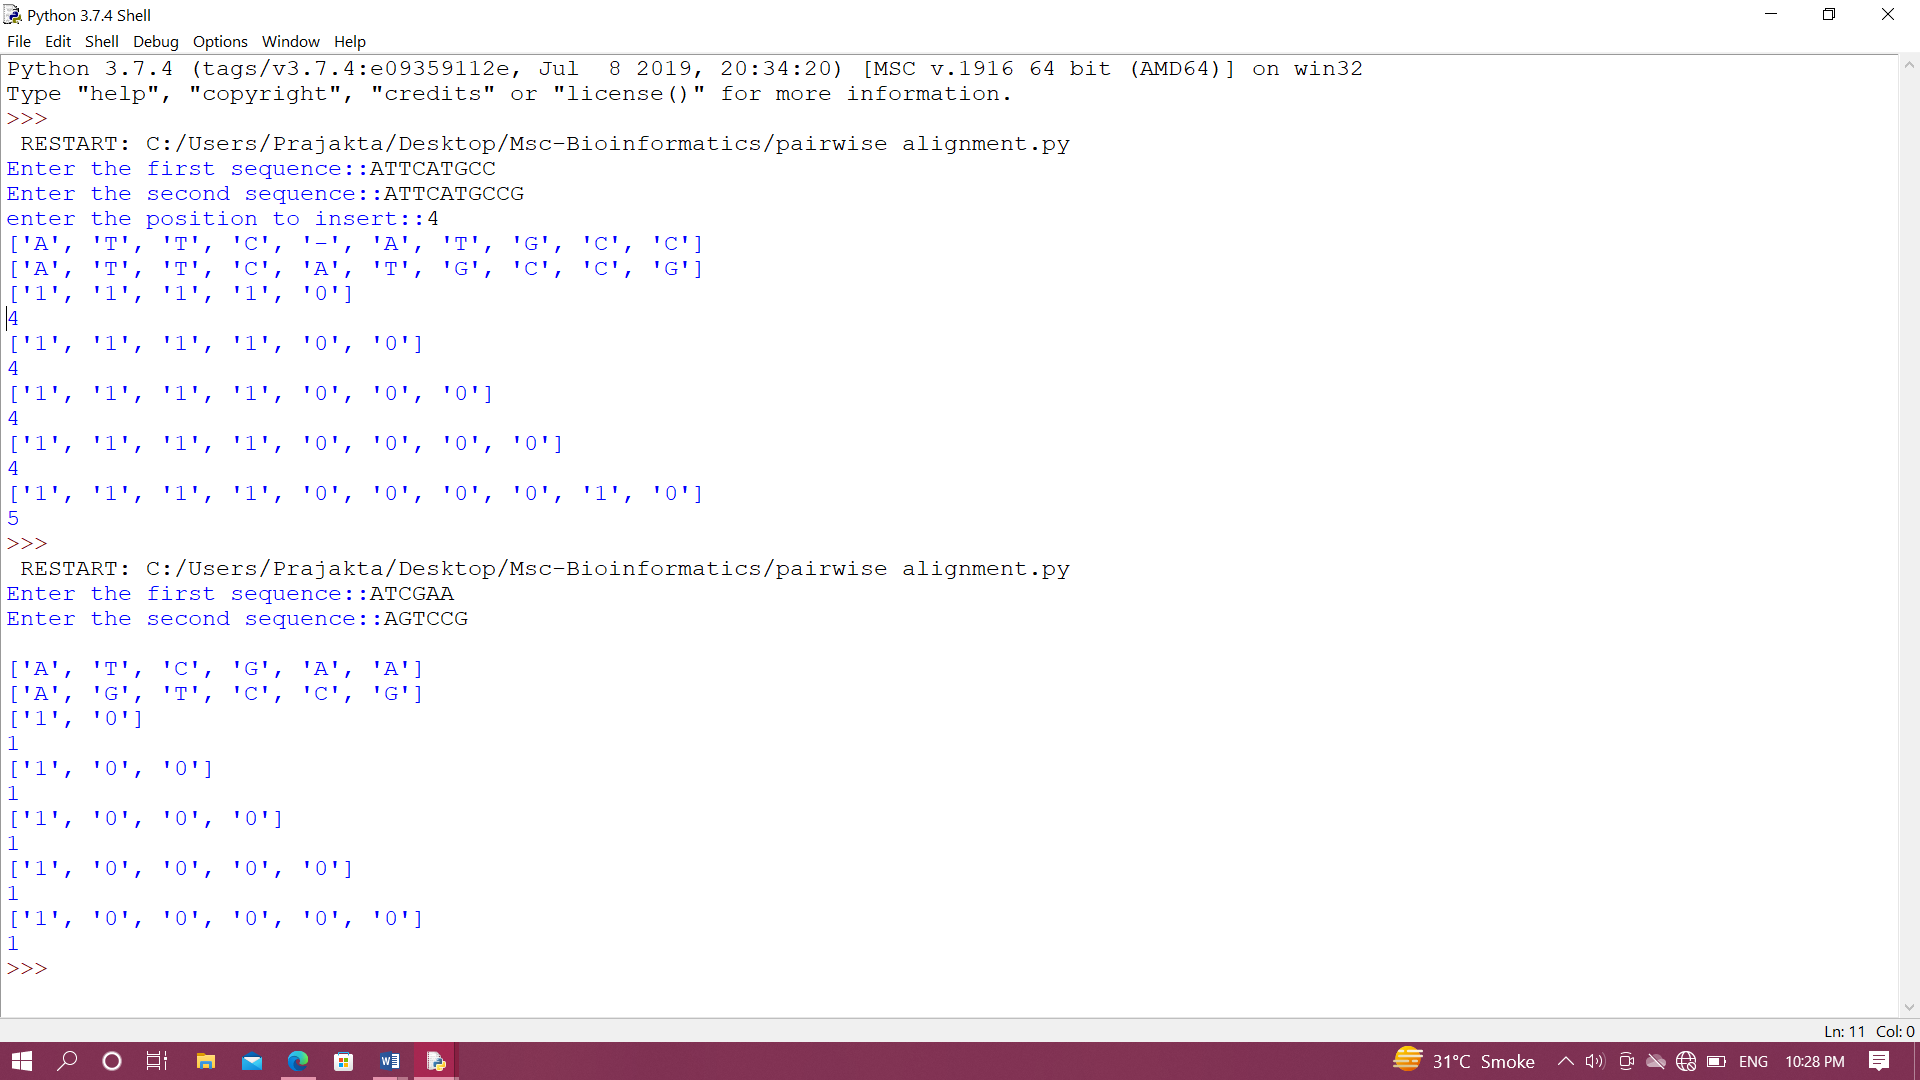 Python 3.7.4 Shell
File Edit Shell Debug Options Window Help
Python 3.7.4 (tags/v3.7.4:e09359112e, Jul  8 2019, 20:34:20) [MSC v.1916 64 bit (AMD64)] on win32
Type "help", "copyright", "credits" or "license()" for more information.
>>>
 RESTART: C:/Users/Prajakta/Desktop/Msc-Bioinformatics/pairwise alignment.py
Enter the first sequence::ATTCATGCC
Enter the second sequence::ATTCATGCCG
enter the position to insert::4
['A', 'T', 'T', 'C', '-', 'A', 'T', 'G', 'C', 'C']
['A', 'T', 'T', 'C', 'A', 'T', 'G', 'C', 'C', 'G']
['1', '1', '1', '1', '0']
4
['1', '1', '1', '1', '0', '0']
4
['1', '1', '1', '1', '0', '0', '0']
4
['1', '1', '1', '1', '0', '0', '0', '0']
4
['1', '1', '1', '1', '0', '0', '0', '0', '1', '0']
5
>>>
 RESTART: C:/Users/Prajakta/Desktop/Msc-Bioinformatics/pairwise alignment.py
Enter the first sequence::ATCGAA
Enter the second sequence::AGTCCG
['A', 'T', 'C', 'G', 'A', 'A']
['A', 'G', 'T', 'C', 'C', 'G']
['1', '0']
1
['1', '0', '0']
1
['1', '0', '0', '0']
1
['1', '0', '0', '0', '0']
1
['1', '0', '0', '0', '0', '0']
1
>>>
Ln: 11 Col: 0
31°C Smoke ENG 10:28 PM